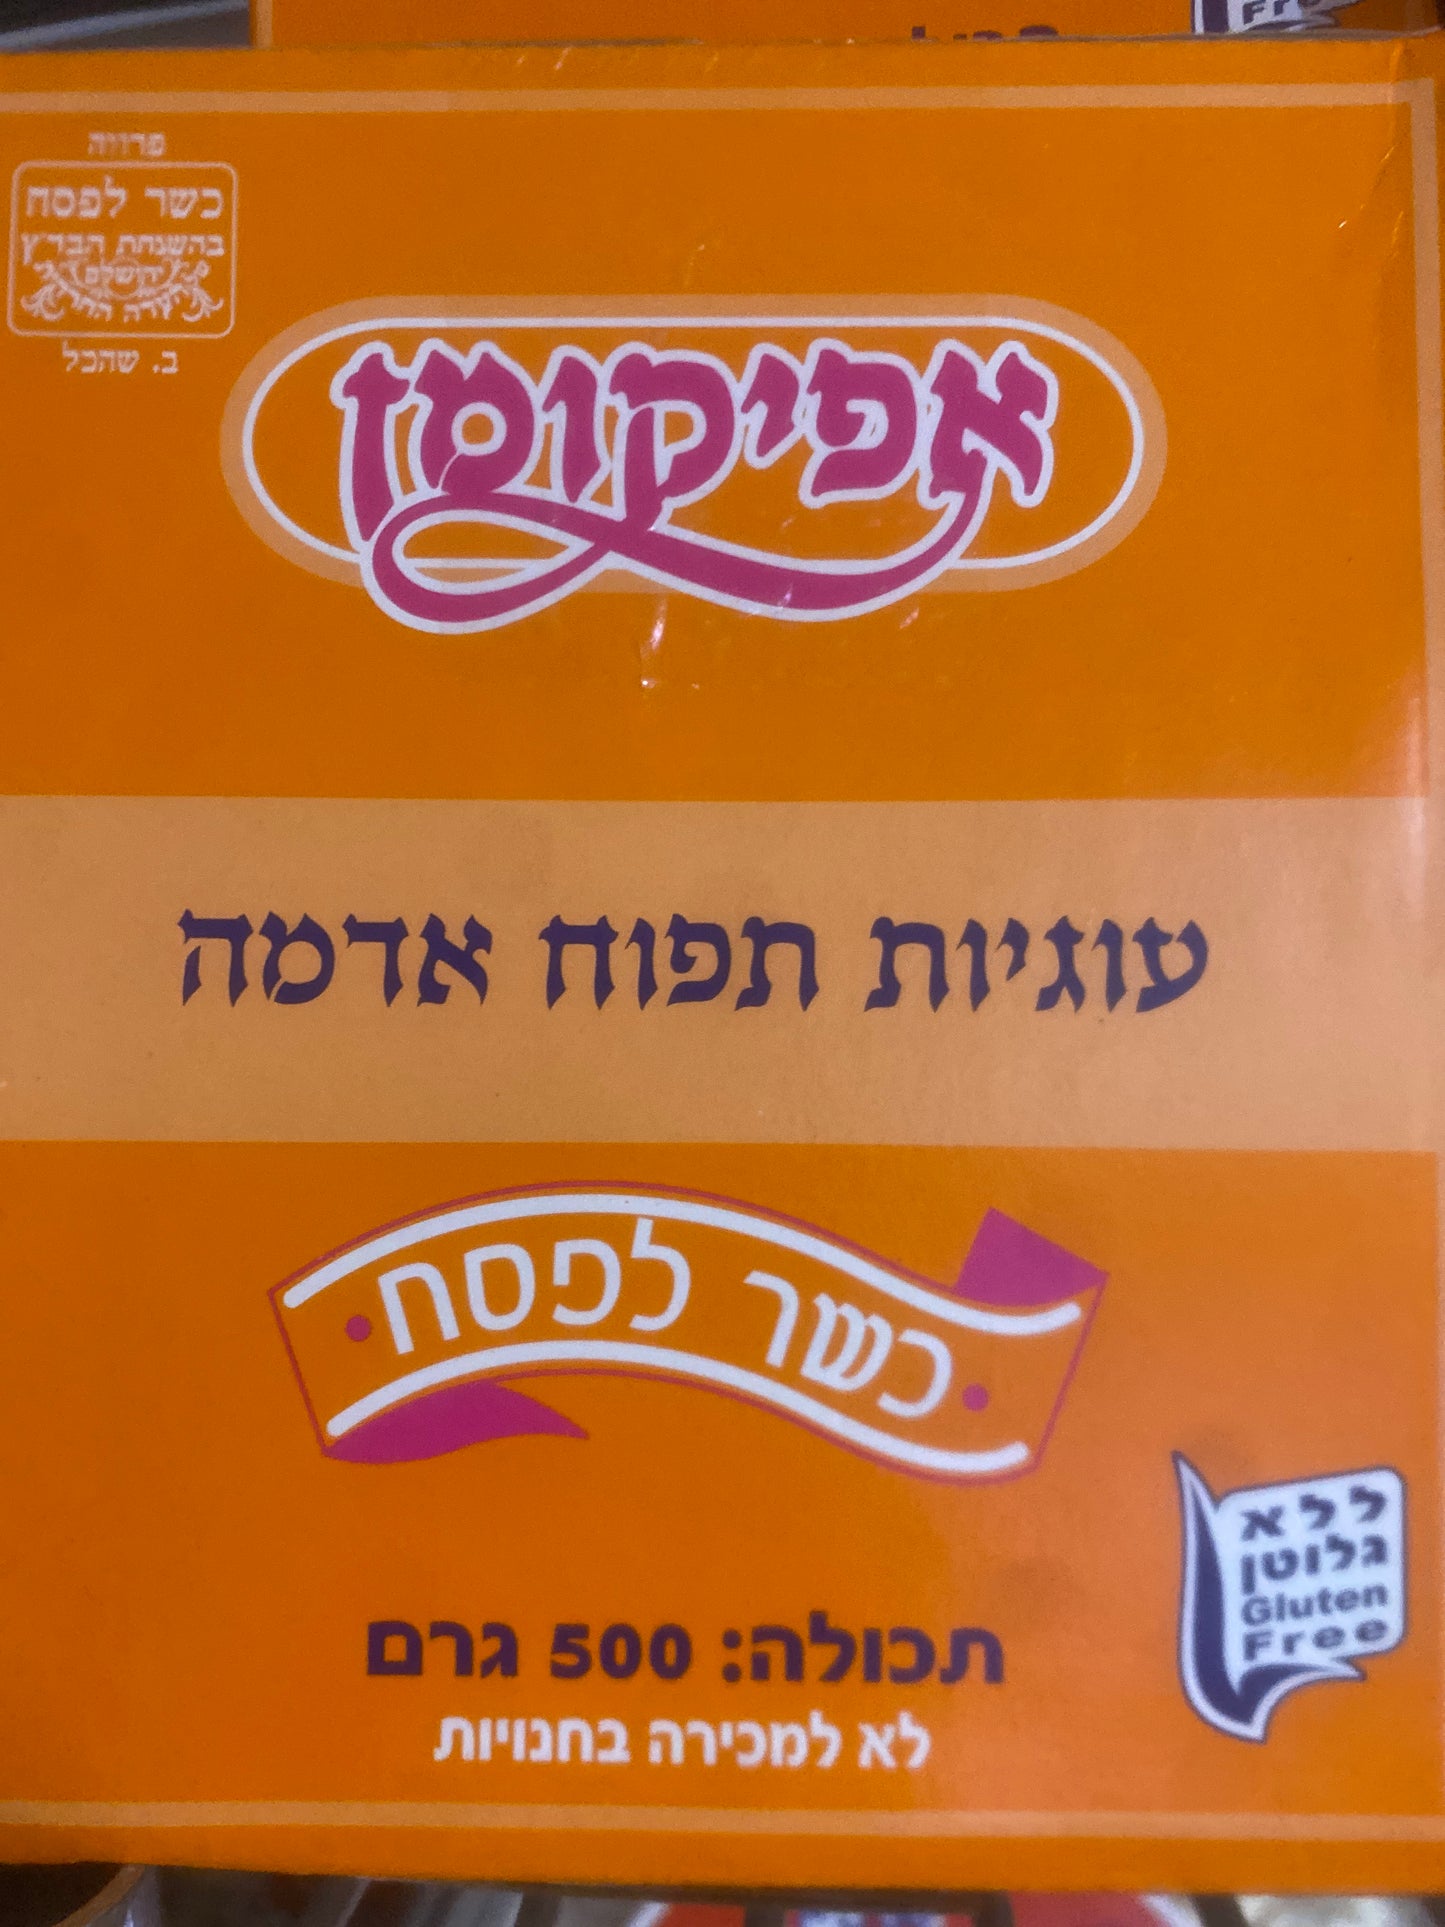 פרווה
כשר לפסח
בהשגחת הבד״ץ
ירושלם
ב. שהכל
אפיקומן
עוגיות תפוח אדמה
כשר לפסח
ללא
גלוטן
Gluten
Free
תכולה: 500 גרם
לא למכירה בחנויות